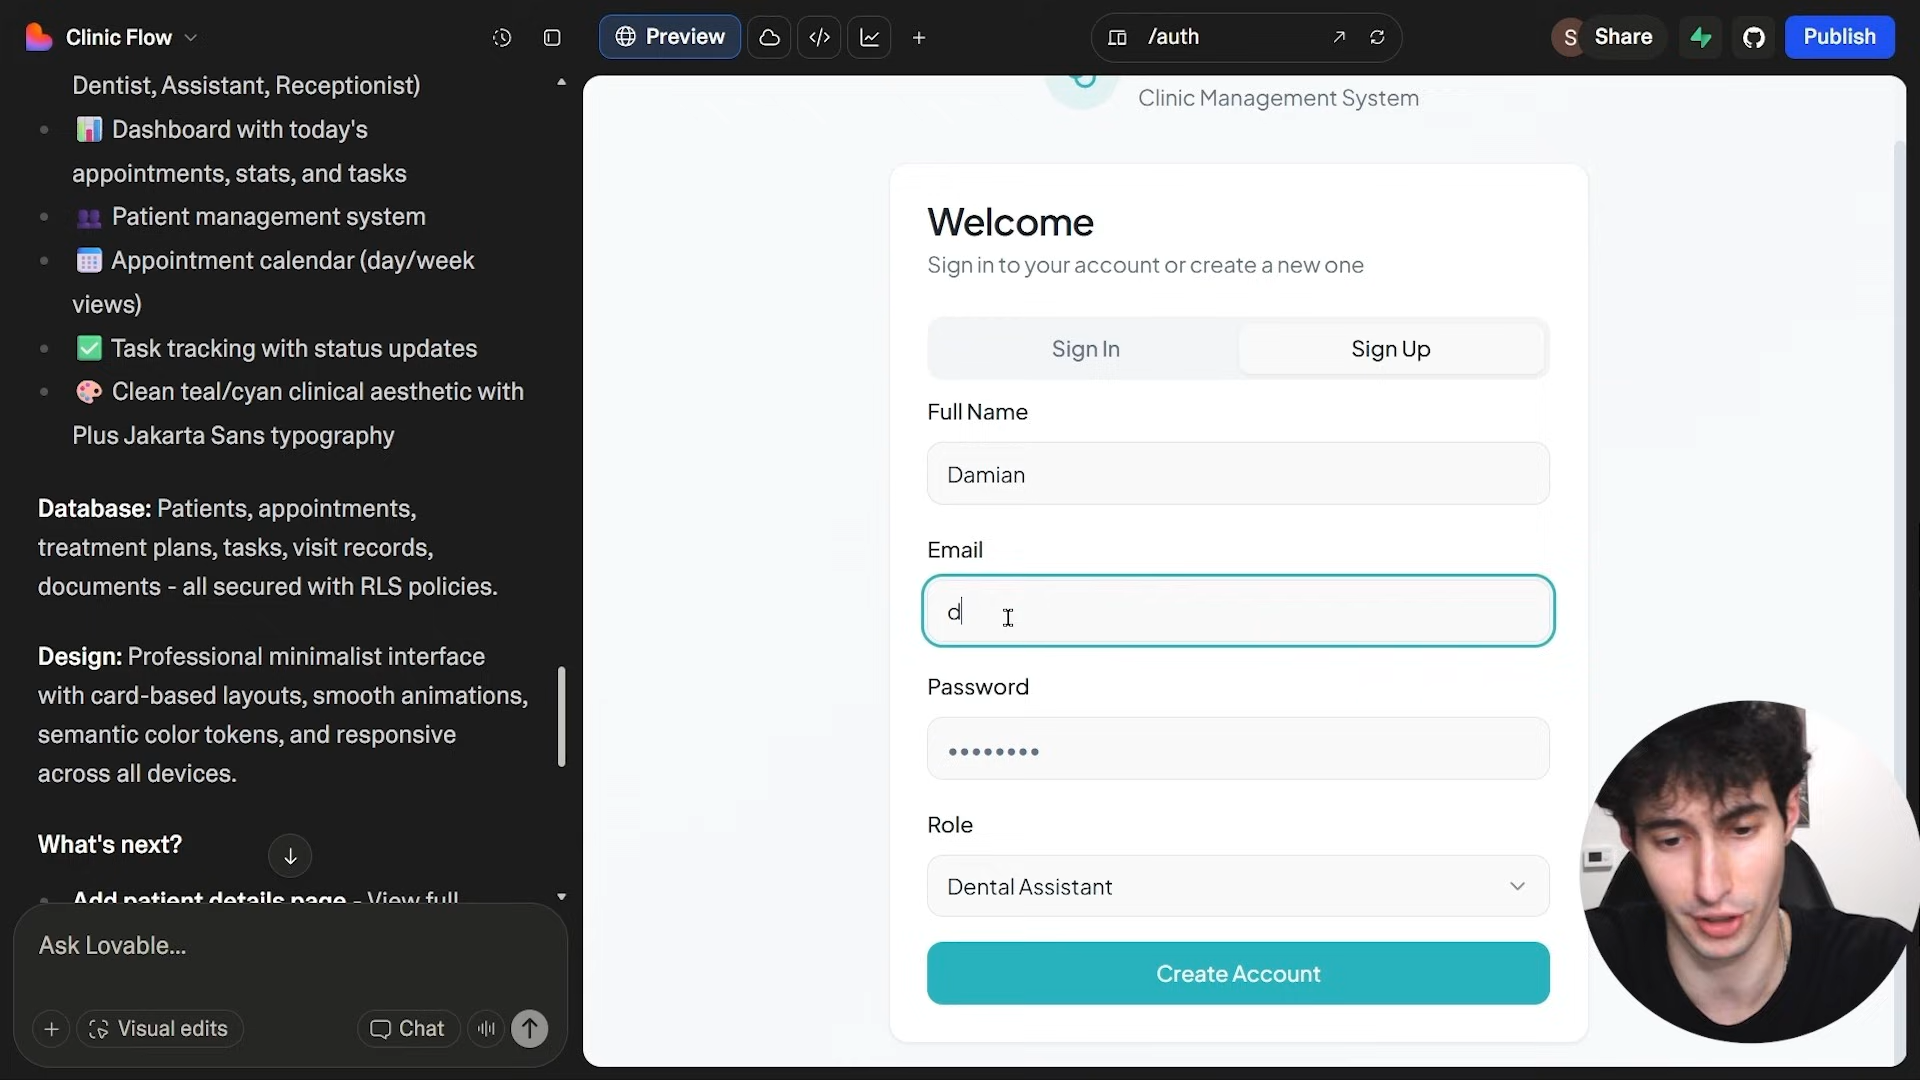 Clinic Flow
Preview
/auth
S
Share
Publish
Dentist, Assistant, Receptionist)
Dashboard with today's
appointments, stats, and tasks
Patient management system
Appointment calendar (day/week
views)
Task tracking with status updates
Clean teal/cyan clinical aesthetic with
Plus Jakarta Sans typography
Database: Patients, appointments,
treatment plans, tasks, visit records,
documents - all secured with RLS policies.
Design: Professional minimalist interface
with card-based layouts, smooth animations,
semantic color tokens, and responsive
across all devices.
What's next?
Add patient details page - View full
Ask Lovable...
Visual edits
Chat
Clinic Management System
Welcome
Sign in to your account or create a new one
Sign In
Sign Up
Full Name
Damian
Email
d
Password
••••••••
Role
Dental Assistant
Create Account